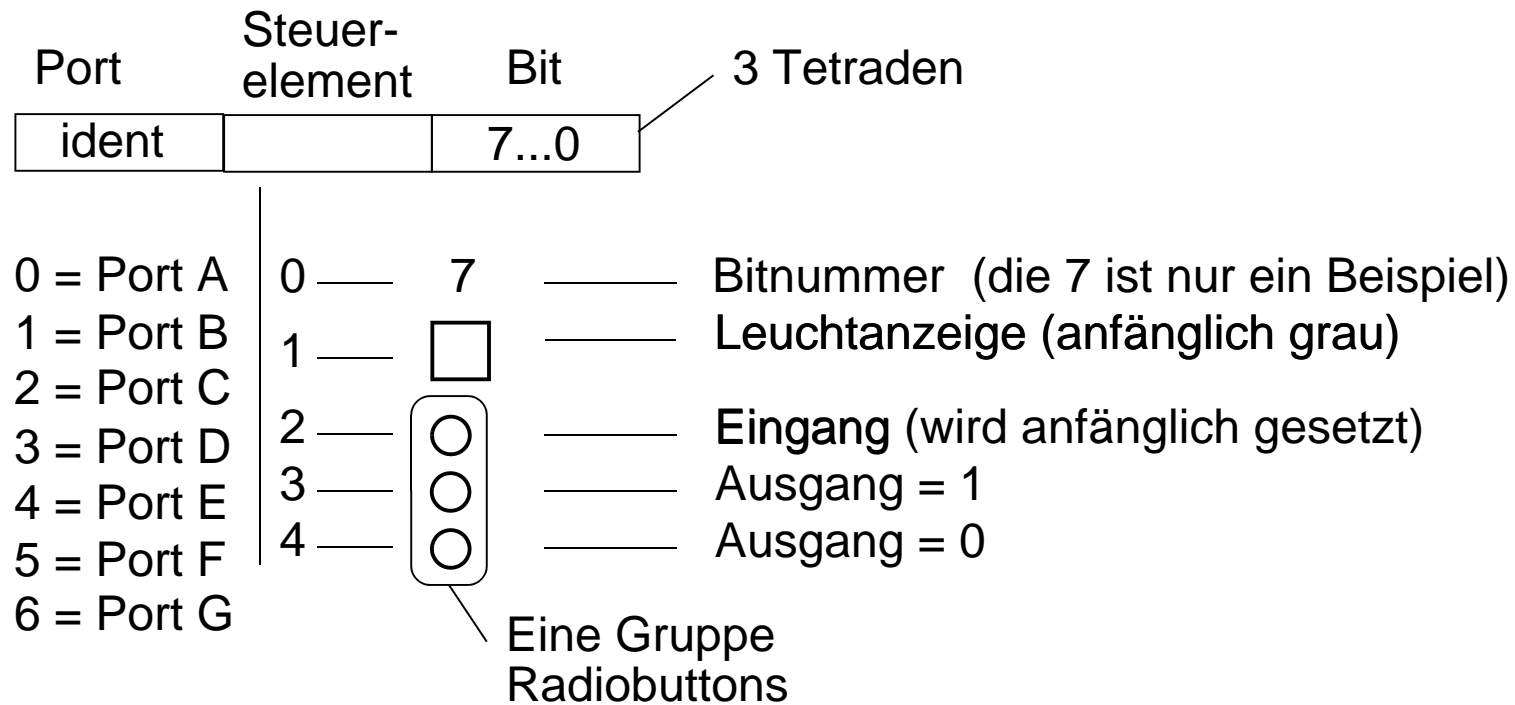 Port Steuer- Bit 3 Tetraden
element
ident 7...0
0 = Port A 0 7 Bitnummer (die 7 ist nur ein Beispiel)
1 = Port B 1 Leuchtanzeige (anfänglich grau)
2 = Port C
3 = Port D 2 Eingang (wird anfänglich gesetzt)
4 = Port E 3 Ausgang = 1
5 = Port F 4 Ausgang = 0
6 = Port G
Eine Gruppe
Radiobuttons